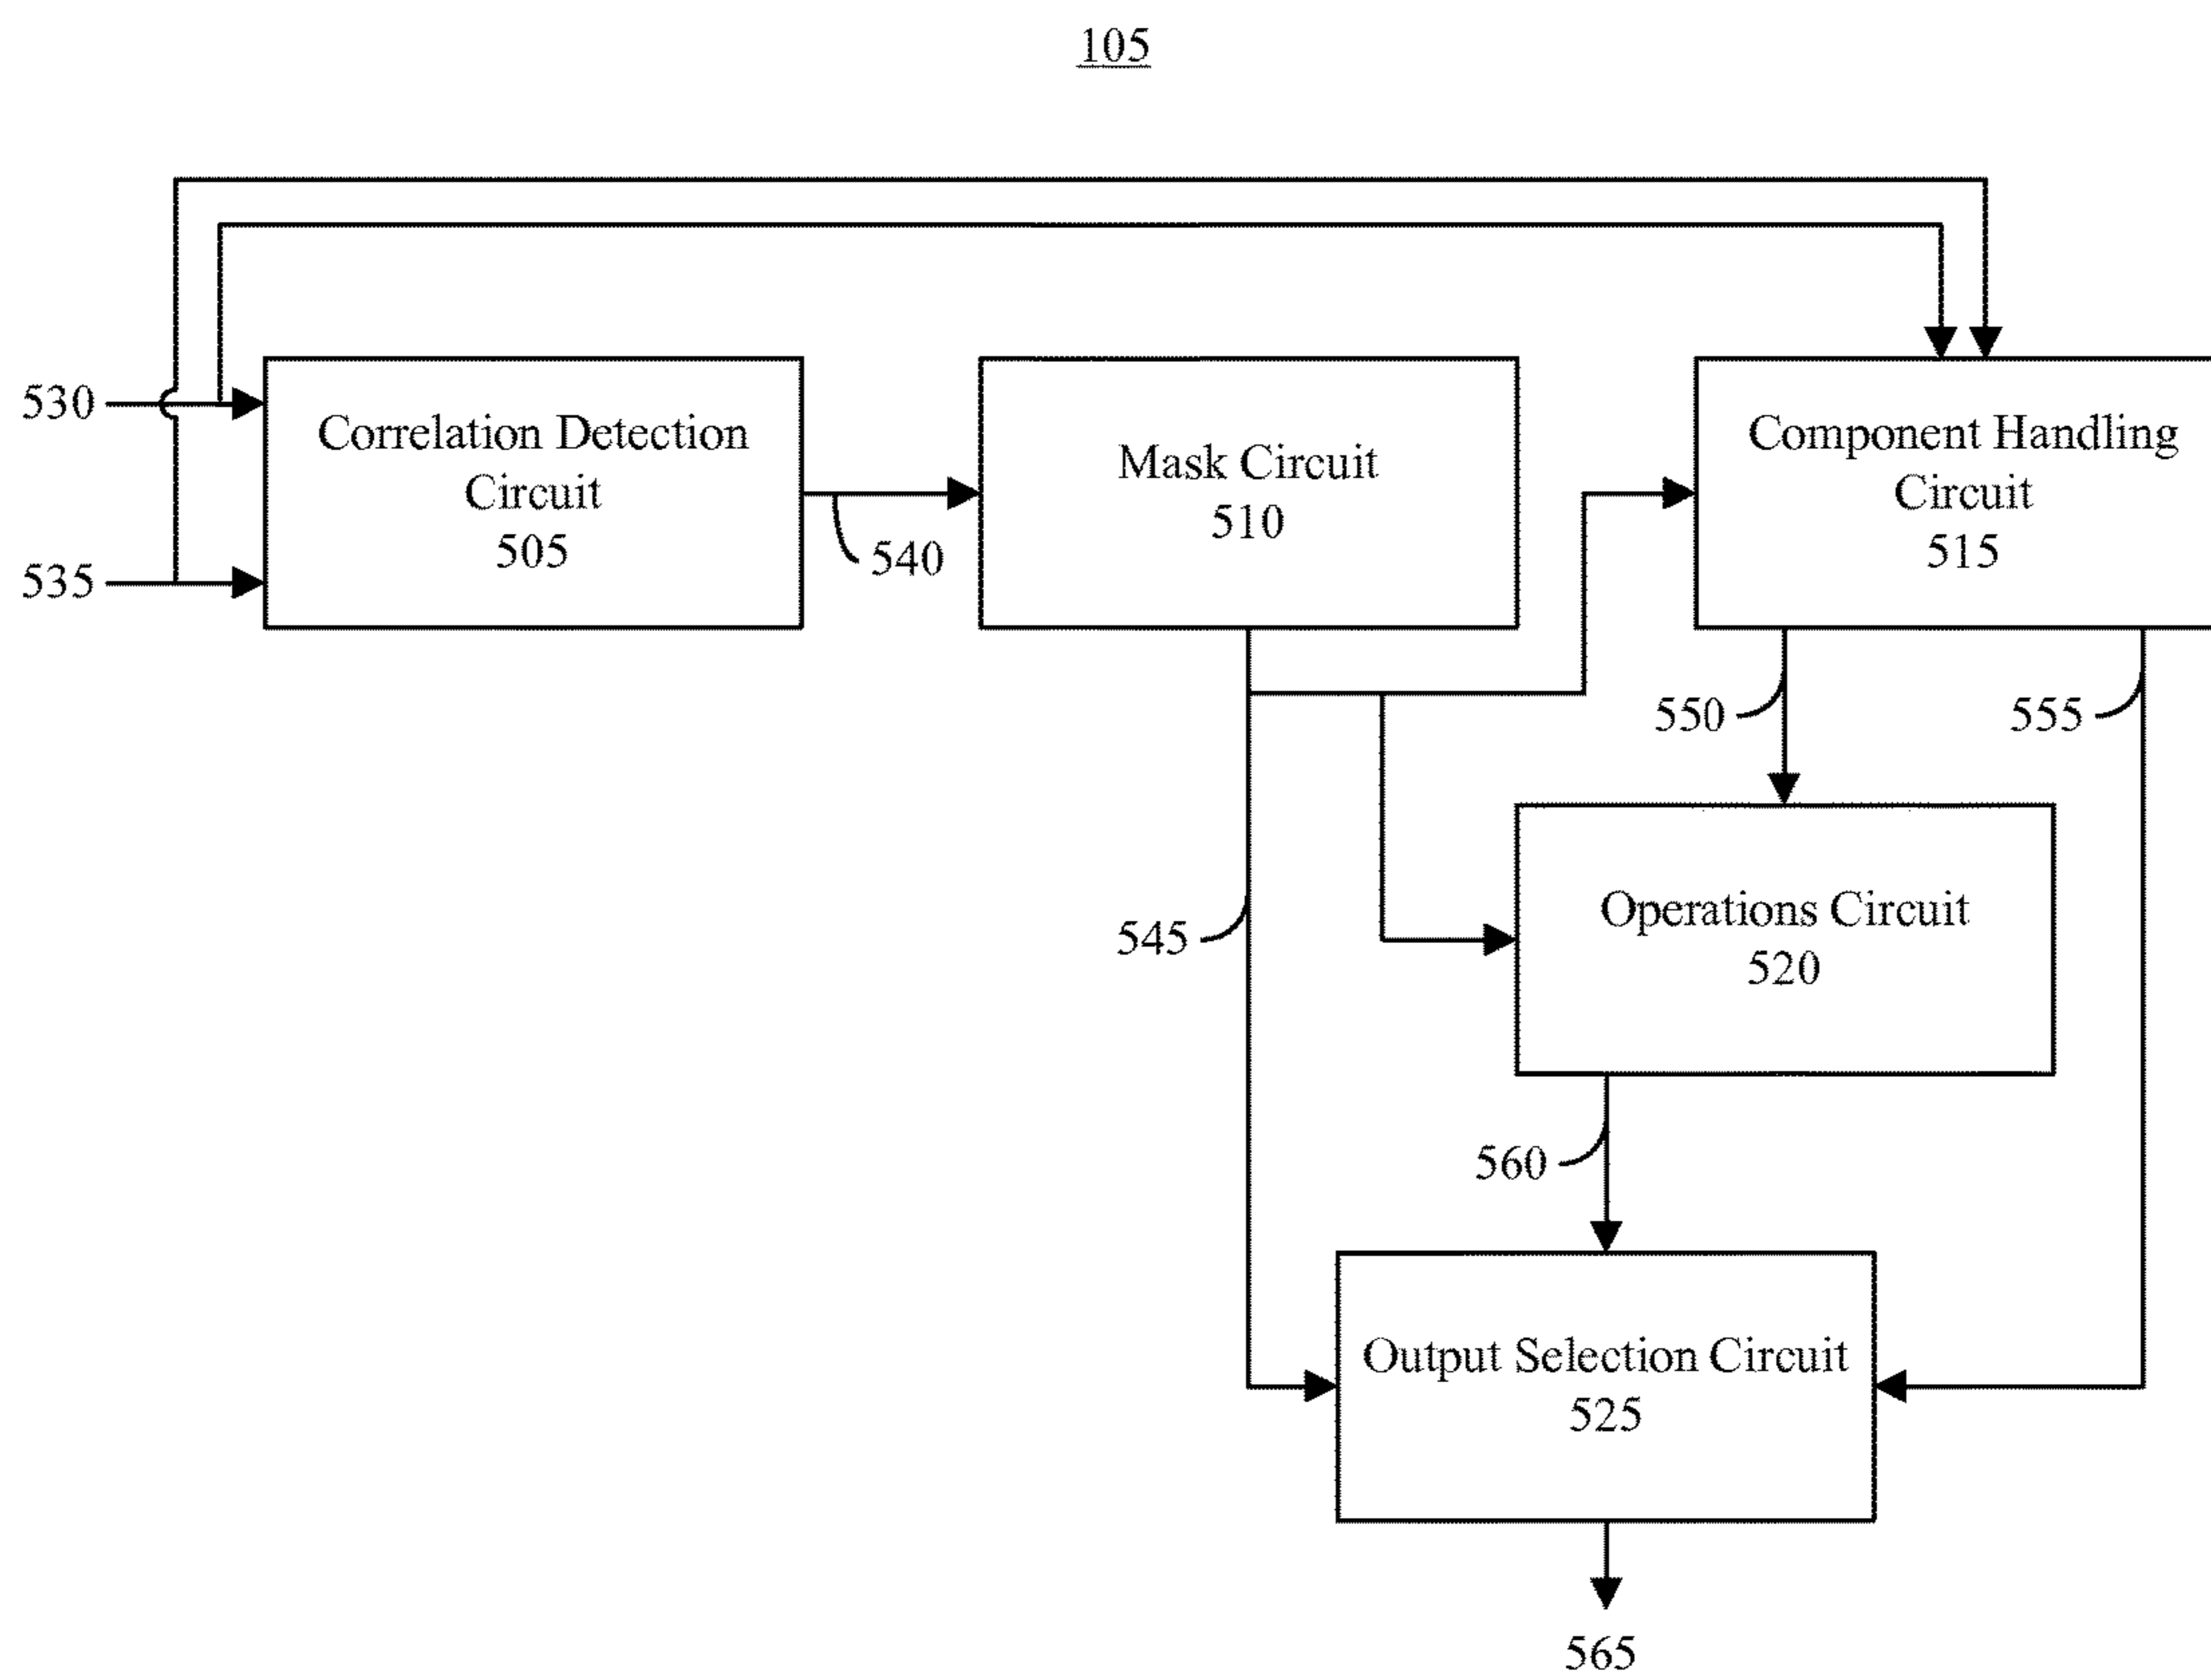 105
530
535
Correlation Detection
Circuit
505
540
Mask Circuit
510
Component Handling
Circuit
515
550
555
545
Operations Circuit
520
560
Output Selection Circuit
525
565